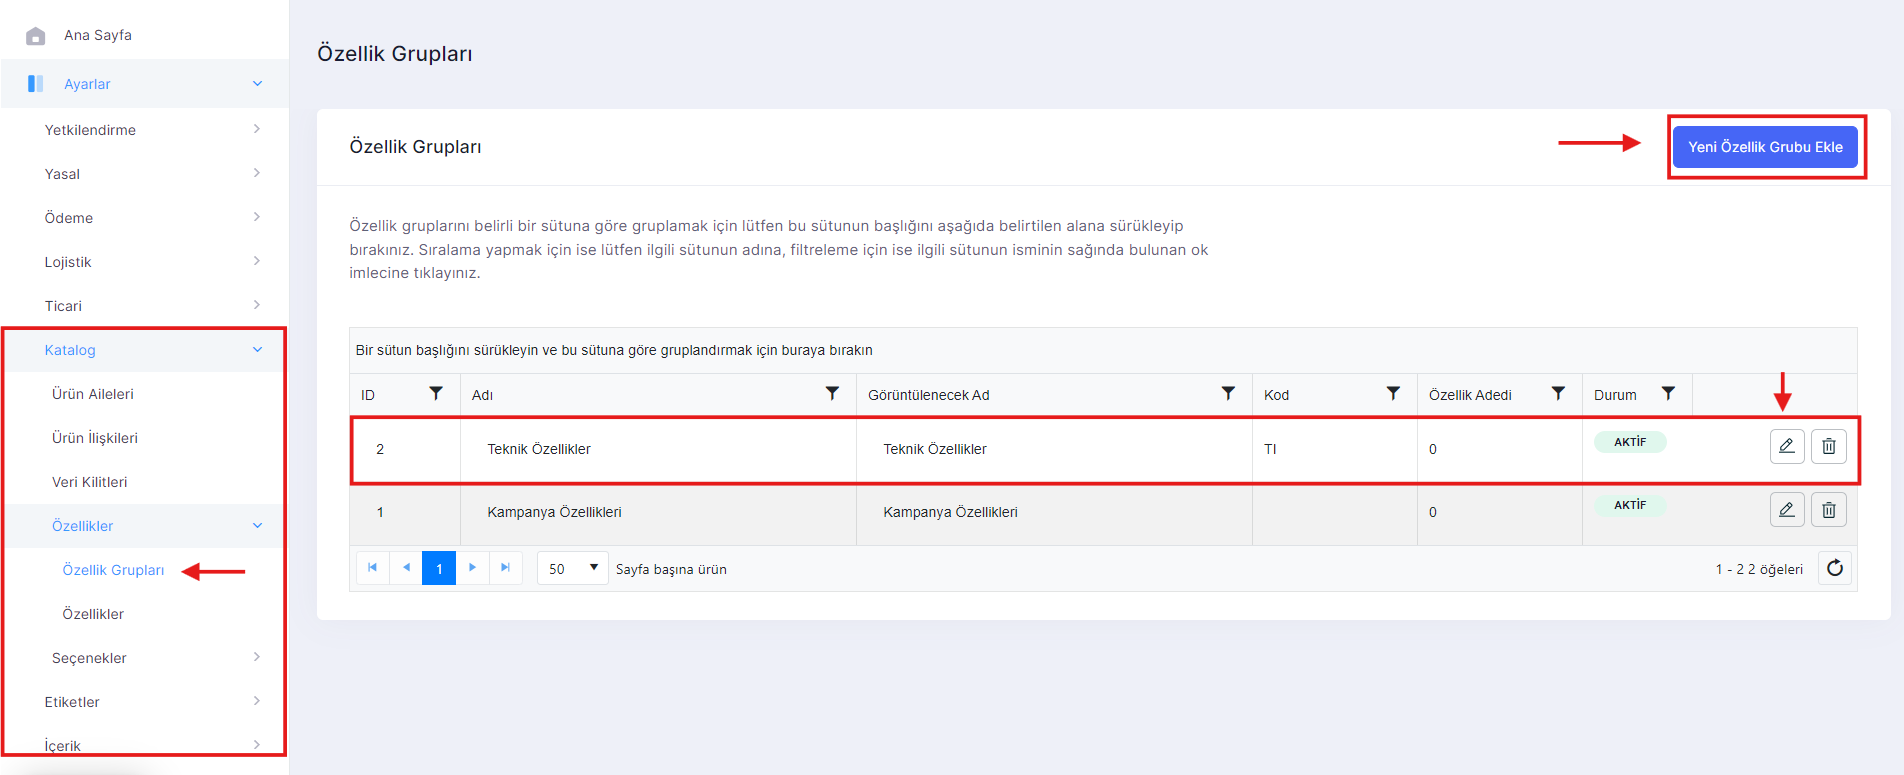 Ana Sayfa
Ayarlar
Yetkilendirme
Yasal
Ödeme
Lojistik
Ticari
Katalog
Ürün Aileleri
Ürün İlişkileri
Veri Kilitleri
Özellikler
Özellik Grupları
Özellikler
Seçenekler
Etiketler
İçerik
Özellik Grupları
Özellik Grupları
Yeni Özellik Grubu Ekle
Özellik gruplarını belirli bir sütuna göre gruplamak için lütfen bu sütunun başlığını aşağıda belirtilen alana sürükleyip
bırakınız. Sıralama yapmak için ise lütfen ilgili sütunun adına, filtreleme için ise ilgili sütunun isminin sağında bulunan ok
imlecine tıklayınız.
Bir sütun başlığını sürükleyin ve bu sütuna göre gruplandırmak için buraya bırakın
ID Adı Görüntülenecek Ad Kod Özellik Adedi Durum
2 Teknik Özellikler Teknik Özellikler TI 0 AKTİF
1 Kampanya Özellikleri Kampanya Özellikleri 0 AKTİF
1 50 Sayfa başına ürün 1 - 2 2 öğeleri